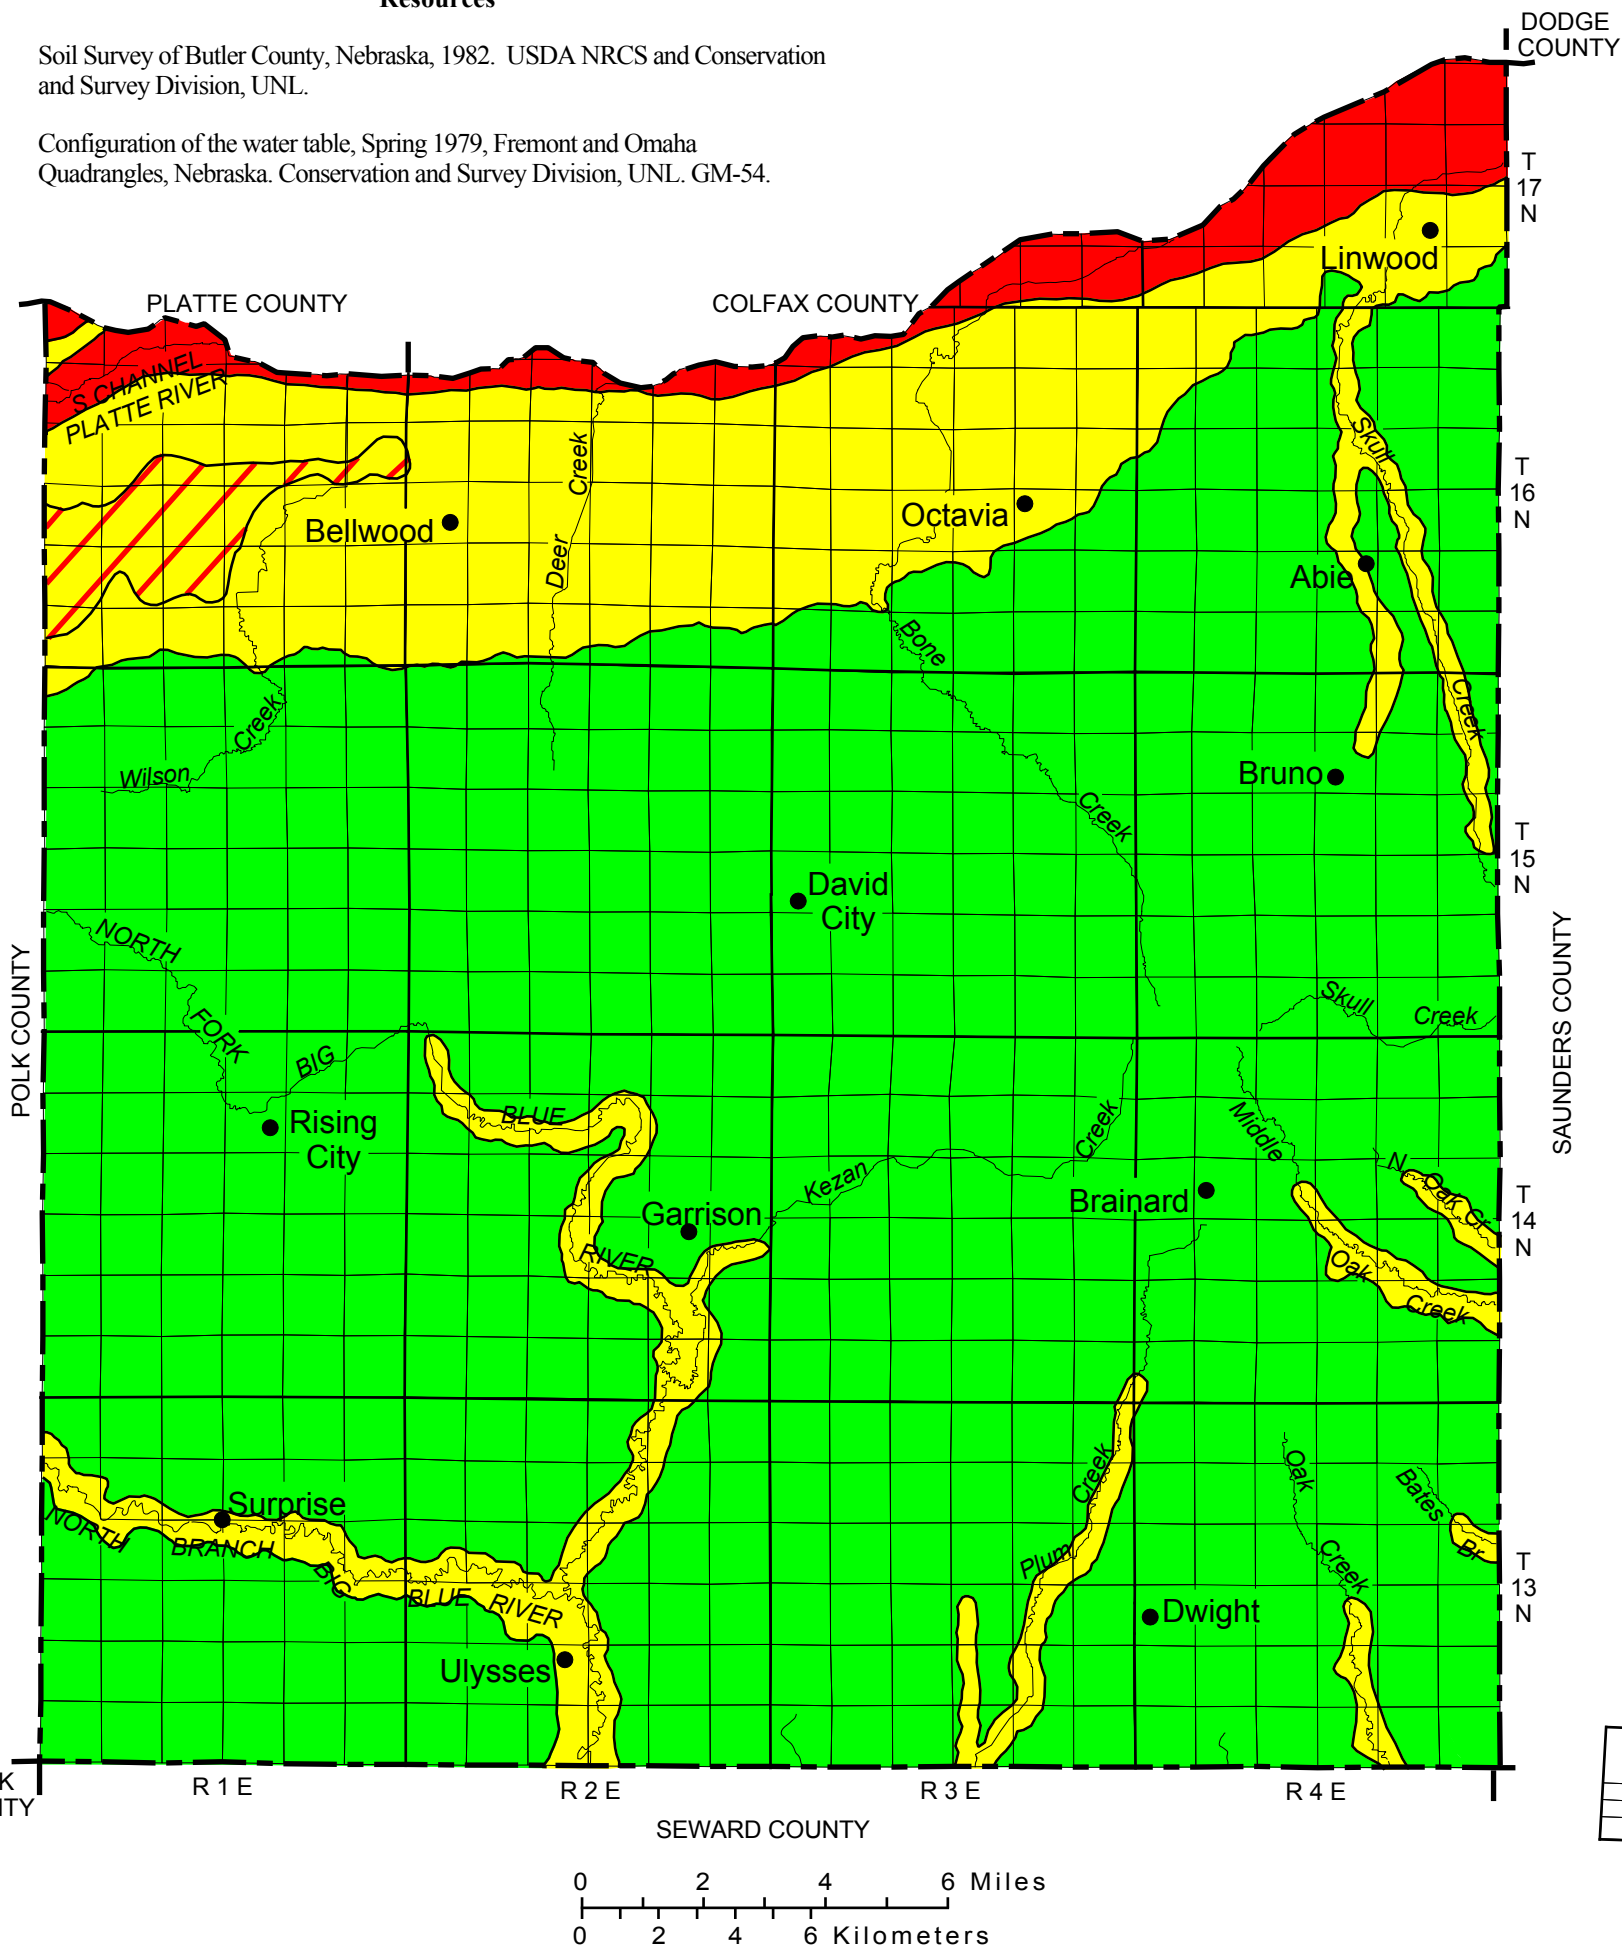 Resources
Soil Survey of Butler County, Nebraska, 1982. USDA NRCS and Conservation
and Survey Division, UNL.
Configuration of the water table, Spring 1979, Fremont and Omaha
Quadrangles, Nebraska. Conservation and Survey Division, UNL. GM-54.
DODGE
COUNTY
T
17
N
Linwood
PLATTE COUNTY
COLFAX COUNTY
S CHANNEL
PLATTE RIVER
Creek
Deer
Skull
Creek
T
16
N
Bellwood
Octavia
Abie
Bone
Creek
Wilson
Creek
Bruno
T
15
N
David
City
NORTH
FORK
BIG
BLUE
RIVER
POLK COUNTY
SAUNDERS COUNTY
Skull
Creek
Rising
City
Kezan
Creek
Middle
Oak
Creek
N
Oak Cr
Garrison
Brainard
T
14
N
Surprise
NORTH
BRANCH
BIG
BLUE RIVER
Plum
Creek
Oak
Creek
Bates
Br
T
13
N
Dwight
Ulysses
K
NTY
R 1 E
R 2 E
R 3 E
R 4 E
SEWARD COUNTY
0 2 4 6 Miles
0 2 4 6 Kilometers